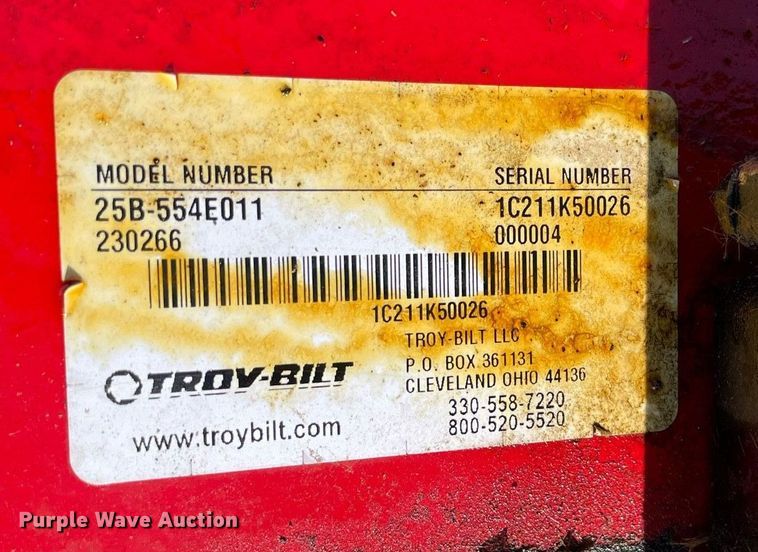 MODEL NUMBER
SERIAL NUMBER
25B-554E011
1C211K50026
230266
000004
1C211K50026
TROY-BILT LLC
P.O. BOX 361131
CLEVELAND OHIO 44136
TROY-BILT
330-558-7220
www.troybilt.com
800-520-5520
Purple Wave Auction